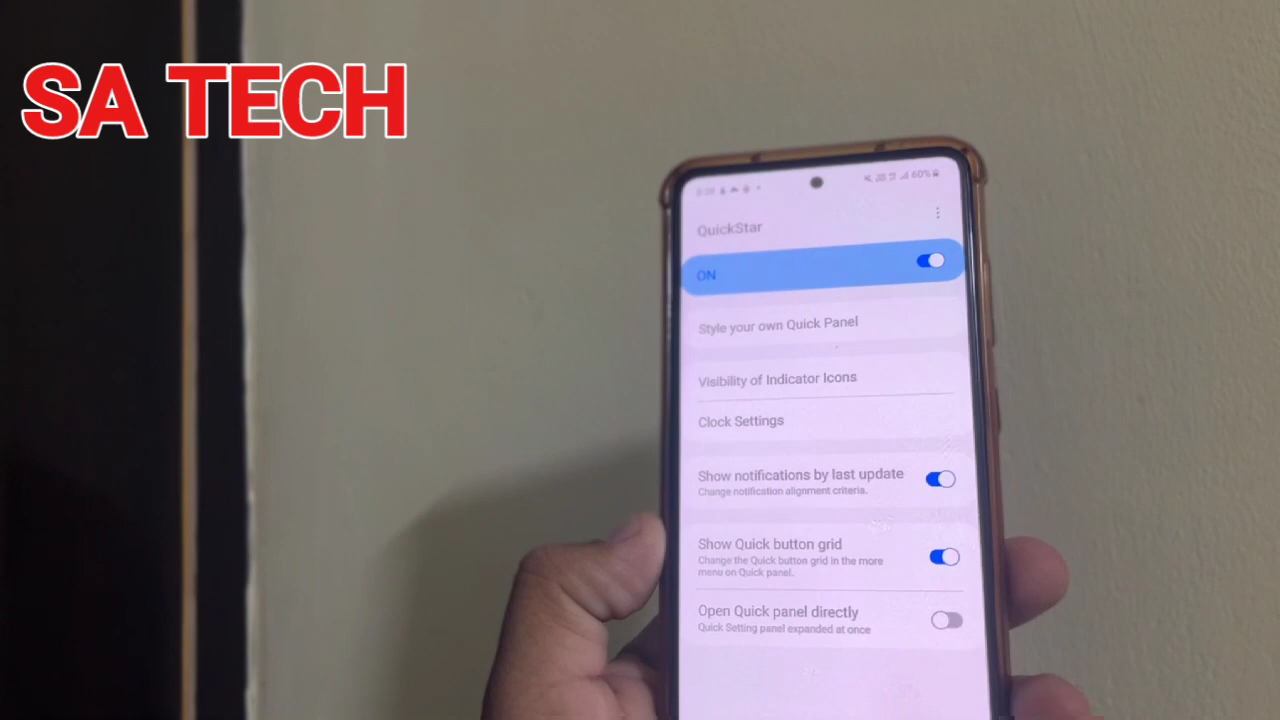 SA TECH
60%
QuickStar
ON
Style your own Quick Panel
Visibility of Indicator Icons
Clock Settings
Show notifications by last update
Change notification alignment criteria.
Show Quick button grid
Change the Quick button grid in the more
menu on Quick panel.
Open Quick panel directly
Quick Setting panel expanded at once